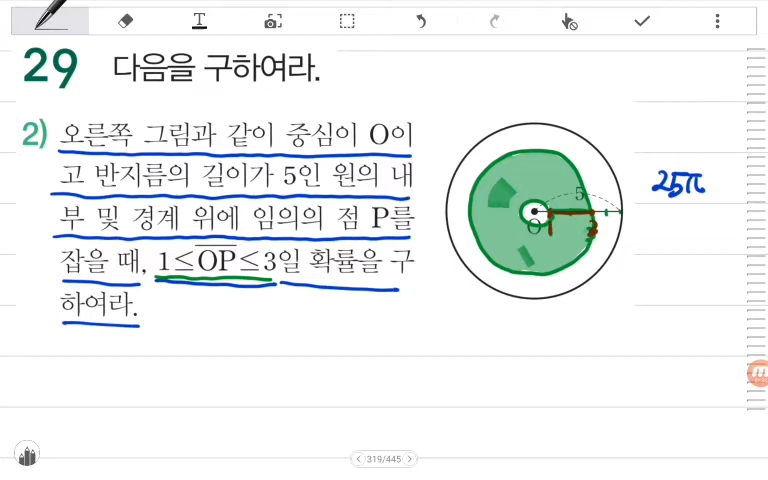 29 다음을 구하여라.
2) 오른쪽 그림과 같이 중심이 O이
고 반지름의 길이가 5인 원의 내
부 및 경계 위에 임의의 점 P를
잡을 때, 1≤OP≤3일 확률을 구
하여라.
5
O
3
25π
319/445